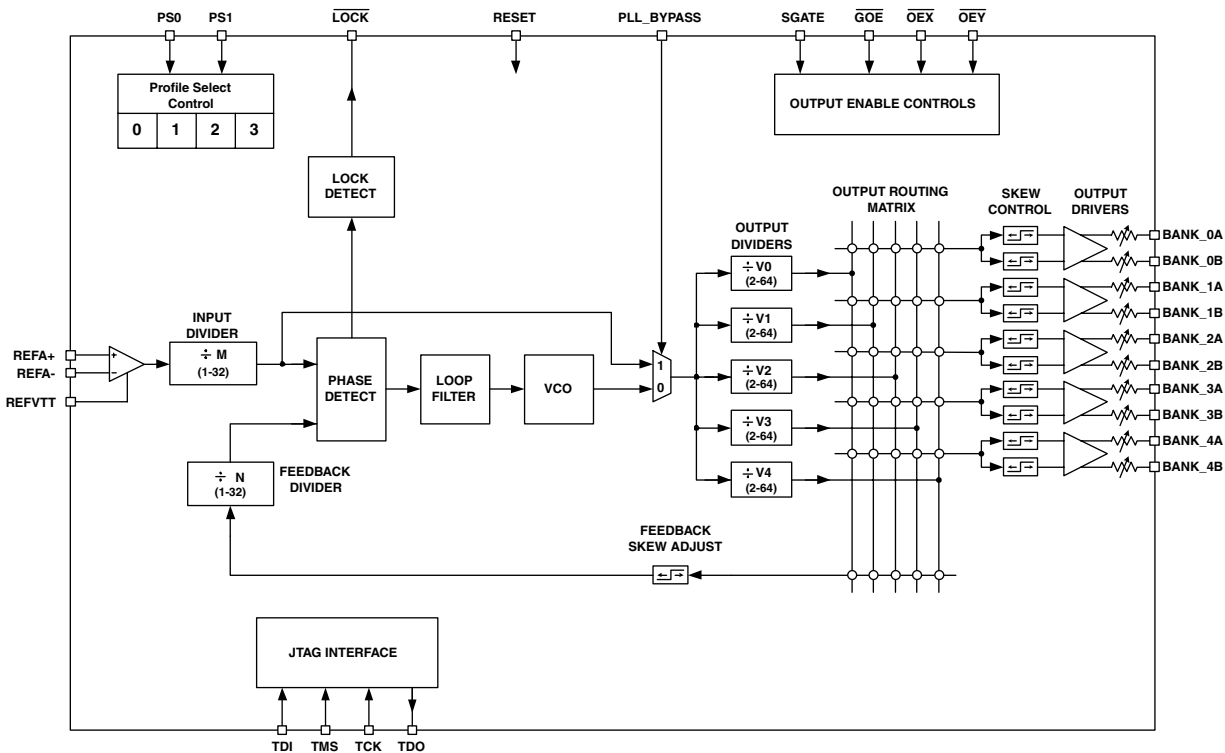 PS0 PS1 LOCK RESET PLL_BYPASS SGATE GOE OEX OEY
Profile Select
Control
0 1 2 3
OUTPUT ENABLE CONTROLS
LOCK
DETECT
OUTPUT ROUTING
MATRIX
SKEW
CONTROL
OUTPUT
DRIVERS
OUTPUT
DIVIDERS
BANK_0A
BANK_0B
BANK_1A
BANK_1B
BANK_2A
BANK_2B
BANK_3A
BANK_3B
BANK_4A
BANK_4B
÷ V0
(2-64)
÷ V1
(2-64)
÷ V2
(2-64)
÷ V3
(2-64)
÷ V4
(2-64)
INPUT
DIVIDER
÷ M
(1-32)
REFA+
REFA-
REFVTT
+
−
PHASE
DETECT
LOOP
FILTER
VCO
1
0
÷ N
(1-32)
FEEDBACK
DIVIDER
FEEDBACK
SKEW ADJUST
JTAG INTERFACE
TDI TMS TCK TDO